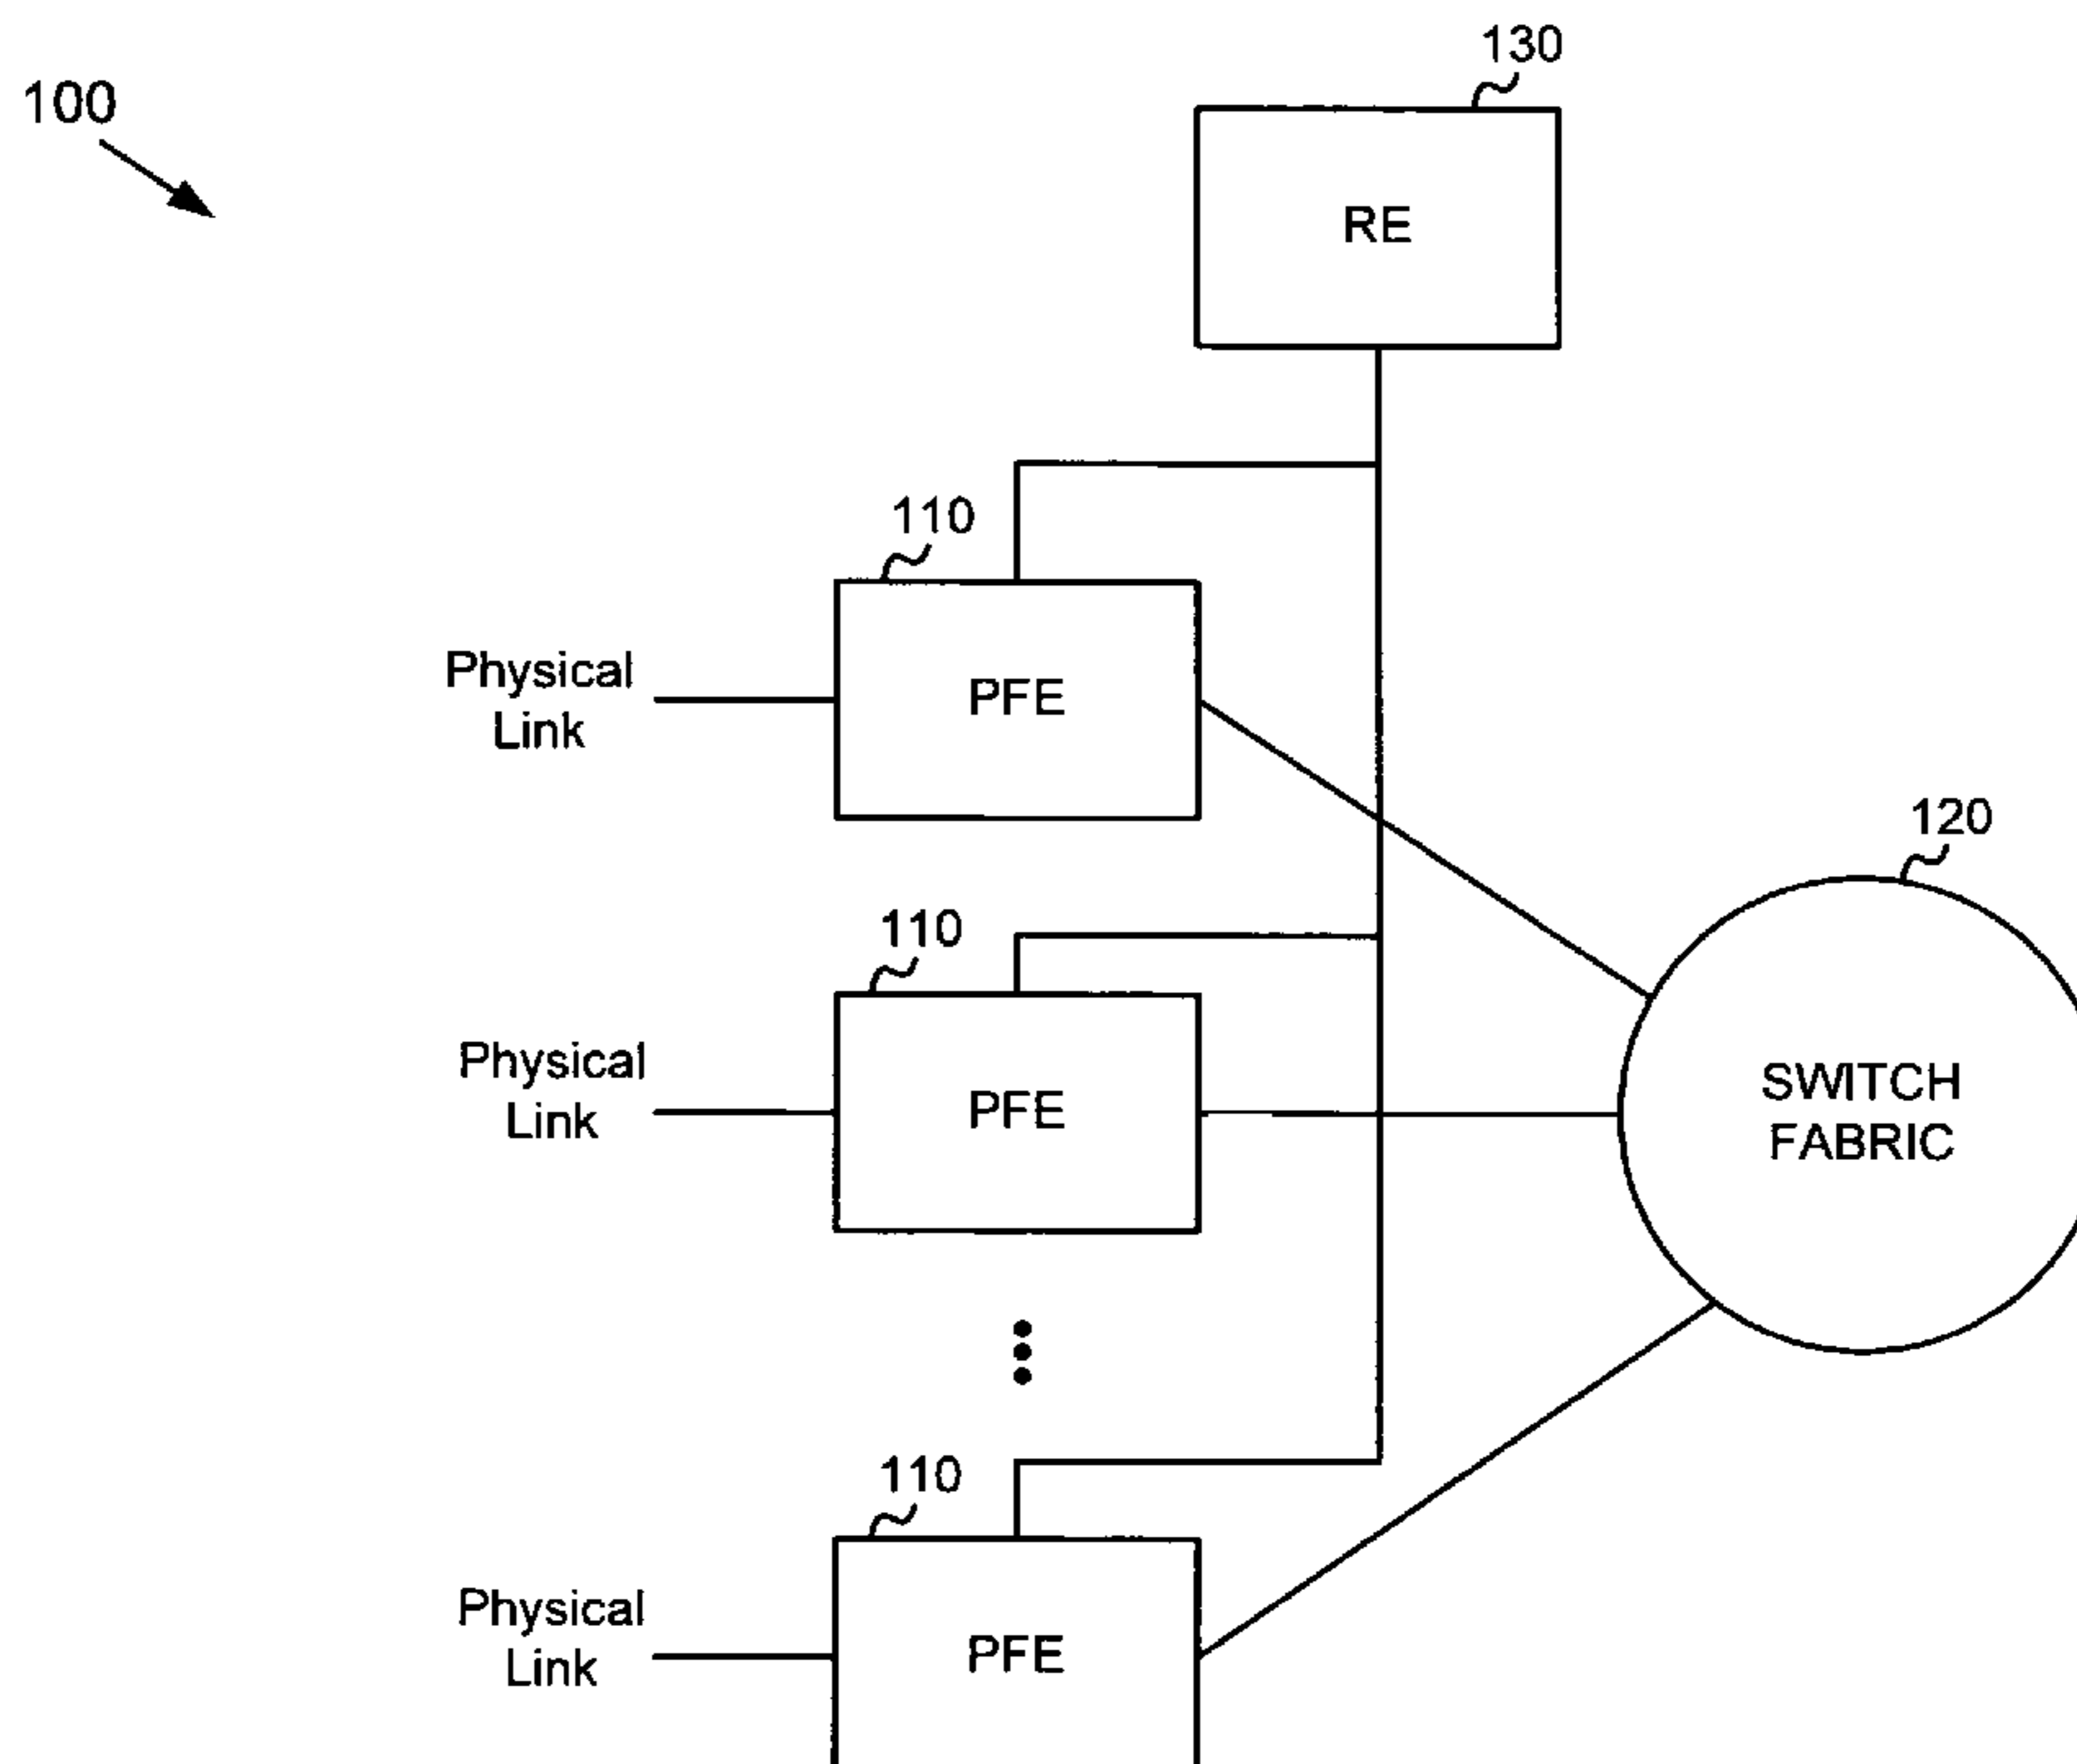 130
100
RE
110
Physical
Link
PFE
120
110
Physical
Link
PFE
SWITCH
FABRIC
110
Physical
Link
PFE